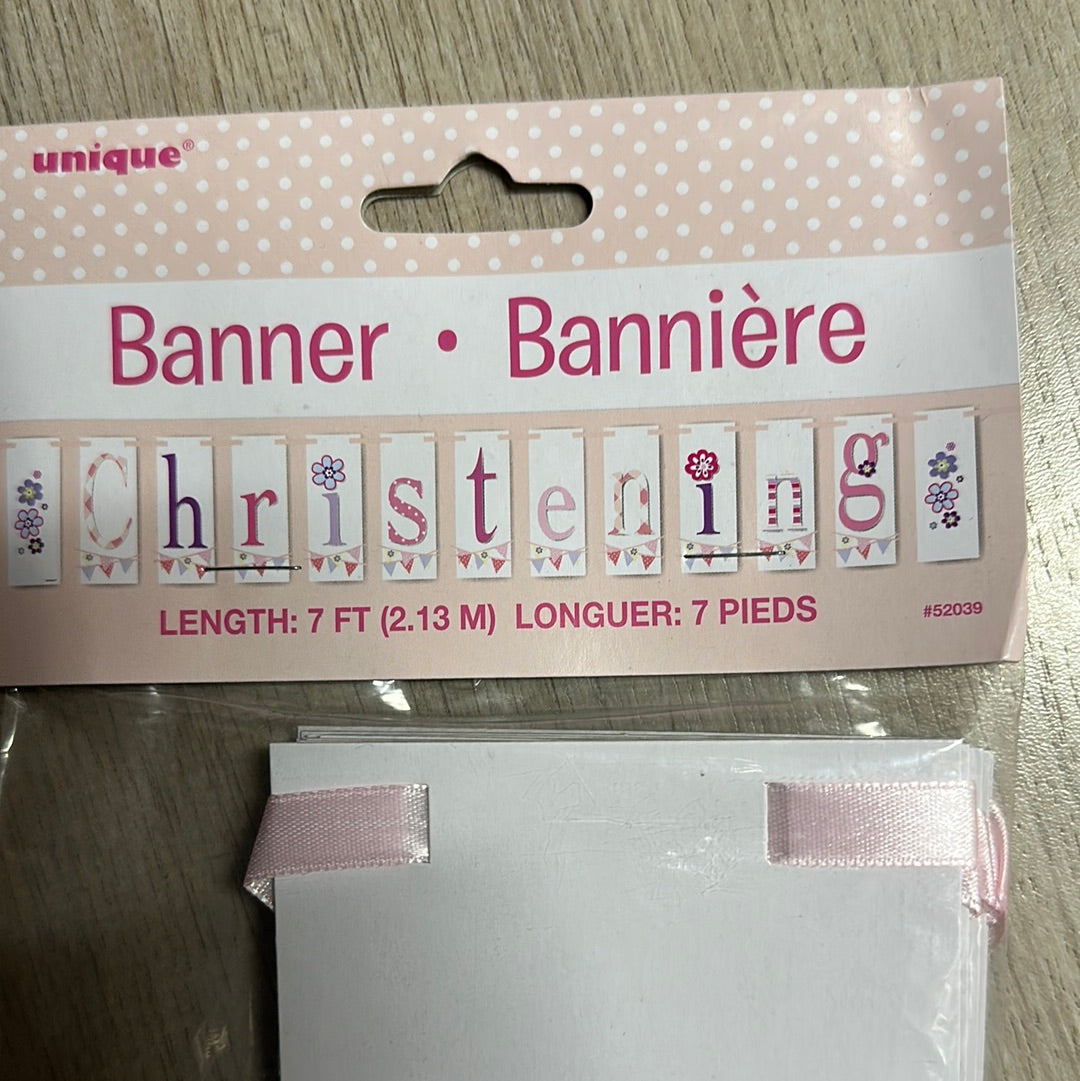 unique®
Banner • Bannière
Christening
LENGTH: 7 FT (2.13 M) LONGUER: 7 PIEDS
#52039